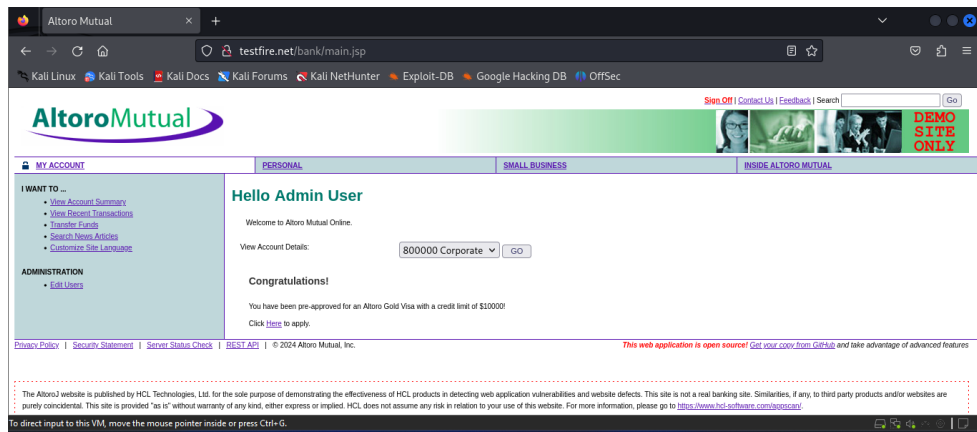 Altoro Mutual
testfire.net/bank/main.jsp
Kali Linux Kali Tools Kali Docs Kali Forums Kali NetHunter Exploit-DB Google Hacking DB OffSec
Sign Off | Contact Us | Feedback | Search Go
AltoroMutual
DEMO
SITE
ONLY
MY ACCOUNT PERSONAL SMALL BUSINESS INSIDE ALTORO MUTUAL
I WANT TO ...
View Account Summary
View Recent Transactions
Transfer Funds
Search News Articles
Customize Site Language
ADMINISTRATION
Edit Users
Hello Admin User
Welcome to Altoro Mutual Online.
View Account Details: 800000 Corporate GO
Congratulations!
You have been pre-approved for an Altoro Gold Visa with a credit limit of $10000!
Click Here to apply.
Privacy Policy | Security Statement | Server Status Check | REST API | © 2024 Altoro Mutual, Inc. This web application is open source! Get your copy from GitHub and take advantage of advanced features
The AltoroJ website is published by HCL Technologies, Ltd. for the sole purpose of demonstrating the effectiveness of HCL products in detecting web application vulnerabilities and website defects. This site is not a real banking site. Similarities, if any, to third party products and/or websites are
purely coincidental. This site is provided "as is" without warranty of any kind, either express or implied. HCL does not assume any risk in relation to your use of this website. For more information, please go to https://www.hcl-software.com/appscan/.
To direct input to this VM, move the mouse pointer inside or press Ctrl+G.